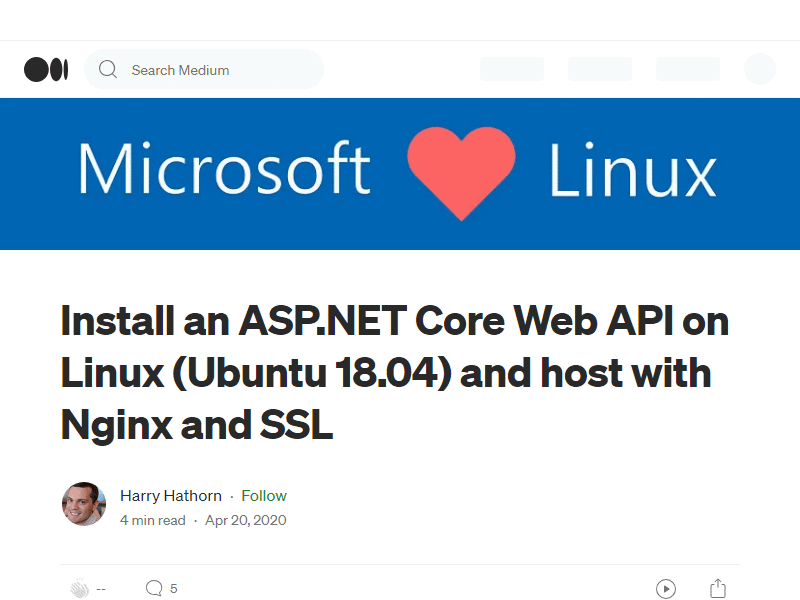 Search Medium
Microsoft Linux
Install an ASP.NET Core Web API on
Linux (Ubuntu 18.04) and host with
Nginx and SSL
Harry Hathorn · Follow
4 min read · Apr 20, 2020
-- 5